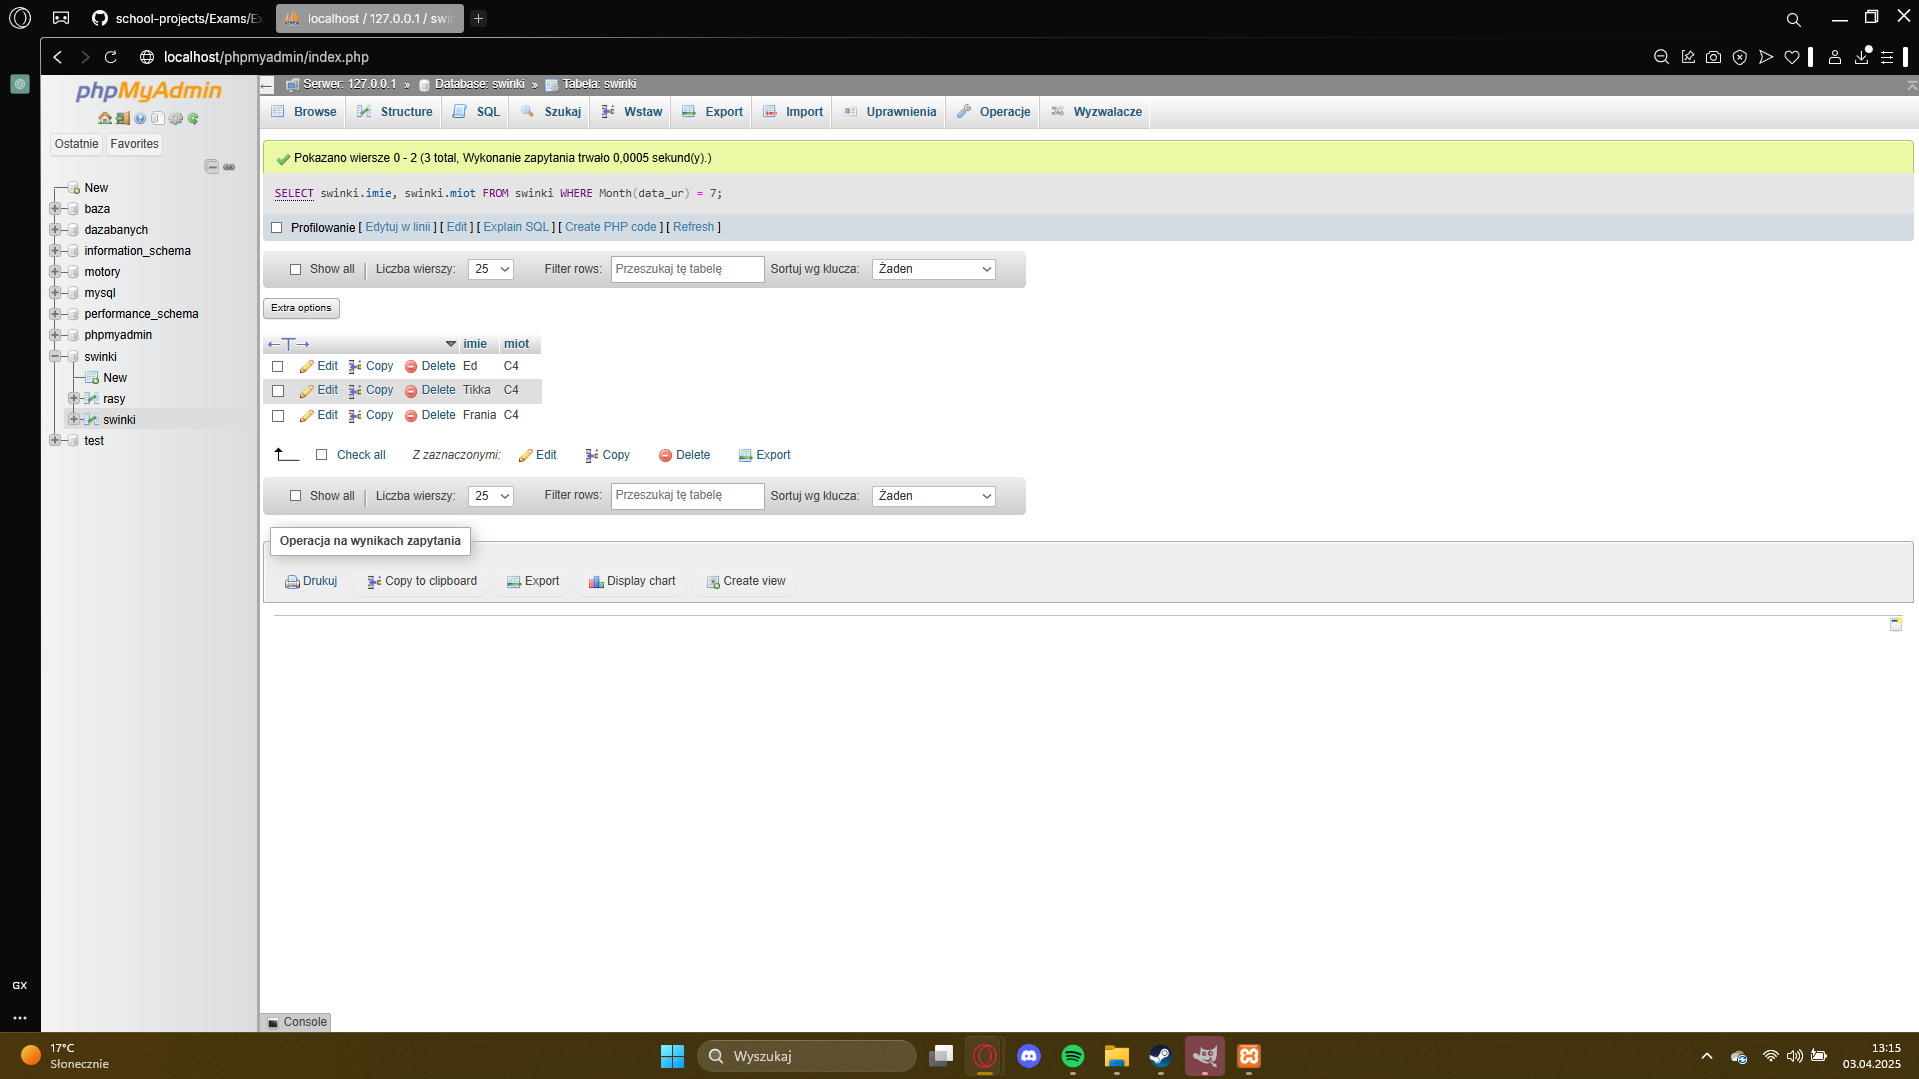 school-projects/Exams/Ex
localhost / 127.0.0.1 / swin
localhost/phpmyadmin/index.php
phpMyAdmin
Ostatnie Favorites
New
baza
dazabanych
information_schema
motory
mysql
performance_schema
phpmyadmin
swinki
New
rasy
swinki
test
Serwer: 127.0.0.1 » Database: swinki » Tabela: swinki
Browse Structure SQL Szukaj Wstaw Export Import Uprawnienia Operacje Wyzwalacze
Pokazano wiersze 0 - 2 (3 total, Wykonanie zapytania trwało 0,0005 sekund(y).)
SELECT swinki.imie, swinki.miot FROM swinki WHERE Month(data_ur) = 7;
Profilowanie [ Edytuj w linii ] [ Edit ] [ Explain SQL ] [ Create PHP code ] [ Refresh ]
Show all Liczba wierszy: 25 Filter rows: Przeszukaj tę tabelę Sortuj wg klucza: Żaden
Extra options
←T→ imie miot
Edit Copy Delete Ed C4
Edit Copy Delete Tikka C4
Edit Copy Delete Frania C4
Check all Z zaznaczonymi: Edit Copy Delete Export
Show all Liczba wierszy: 25 Filter rows: Przeszukaj tę tabelę Sortuj wg klucza: Żaden
Operacja na wynikach zapytania
Drukuj Copy to clipboard Export Display chart Create view
GX
Console
17°C
Słonecznie
Wyszukaj
13:15
03.04.2025